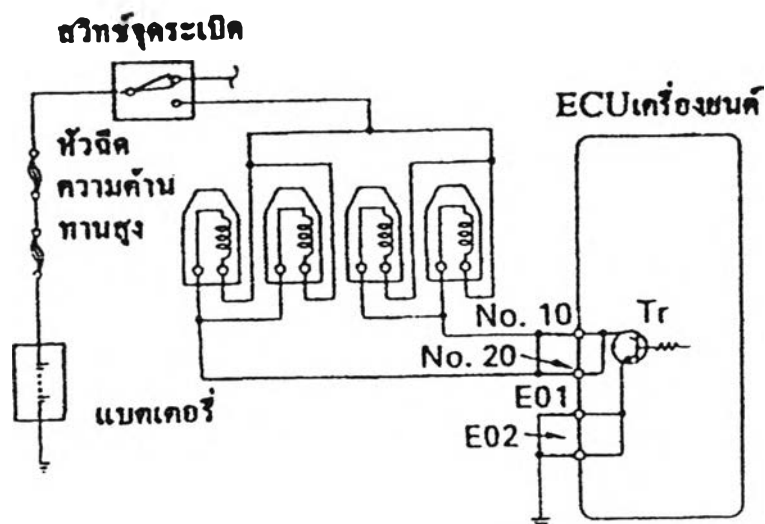 สวิทช์จุดระเบิด
ECUเครื่องยนต์
หัวฉีด
ความต้าน
ทานสูง
No. 10
Tr
No. 20
E01
E02
แบตเตอรี่